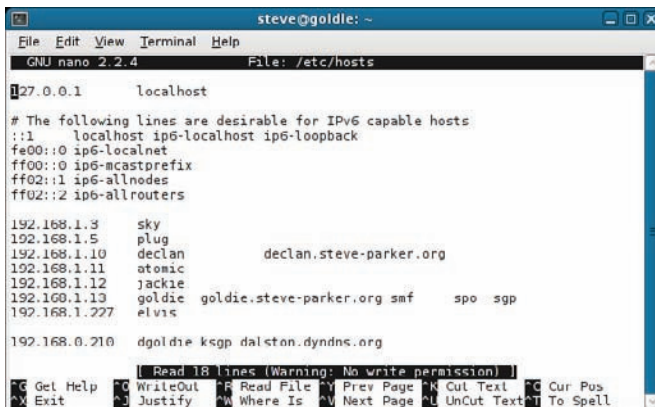 steve@goldie: ~
File Edit View Terminal Help
GNU nano 2.2.4 File: /etc/hosts
127.0.0.1 localhost
# The following lines are desirable for IPv6 capable hosts
::1 localhost ip6-localhost ip6-loopback
fe00::0 ip6-localnet
ff00::0 ip6-mcastprefix
ff02::1 ip6-allnodes
ff02::2 ip6-allrouters
192.168.1.3 sky
192.168.1.5 plug
192.168.1.10 declan declan.steve-parker.org
192.168.1.11 atomic
192.168.1.12 jackie
192.168.1.13 goldie goldie.steve-parker.org smf spo sgp
192.168.1.227 elvis
192.168.0.210 dgoldie ksgp dalston.dyndns.org
[ Read 18 lines (Warning: No write permission) ]
^G Get Help ^O WriteOut ^R Read File ^Y Prev Page ^K Cut Text ^C Cur Pos
^X Exit ^J Justify ^W Where Is ^V Next Page ^U UnCut Text ^T To Spell